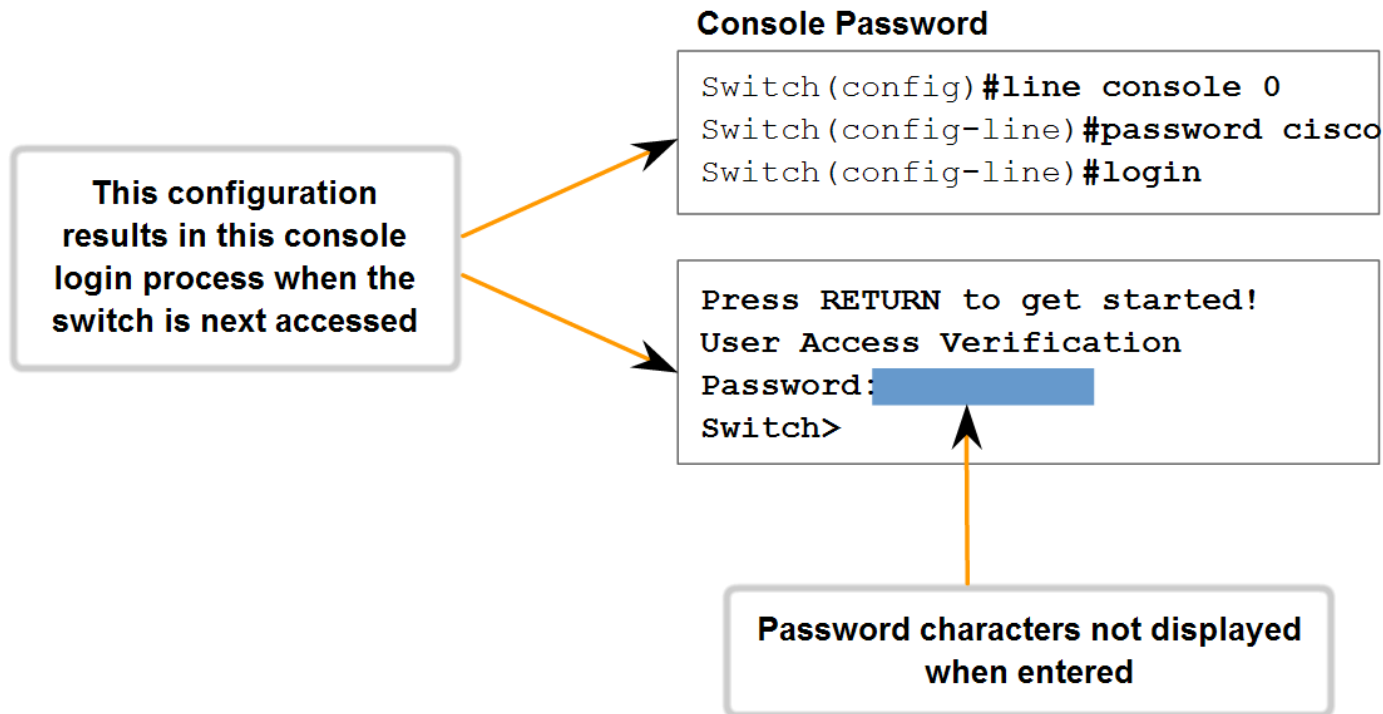 Console Password
Switch(config)#line console 0
Switch(config-line)#password cisco
Switch(config-line)#login
This configuration
results in this console
login process when the
switch is next accessed
Press RETURN to get started!
User Access Verification
Password:
Switch>
Password characters not displayed
when entered